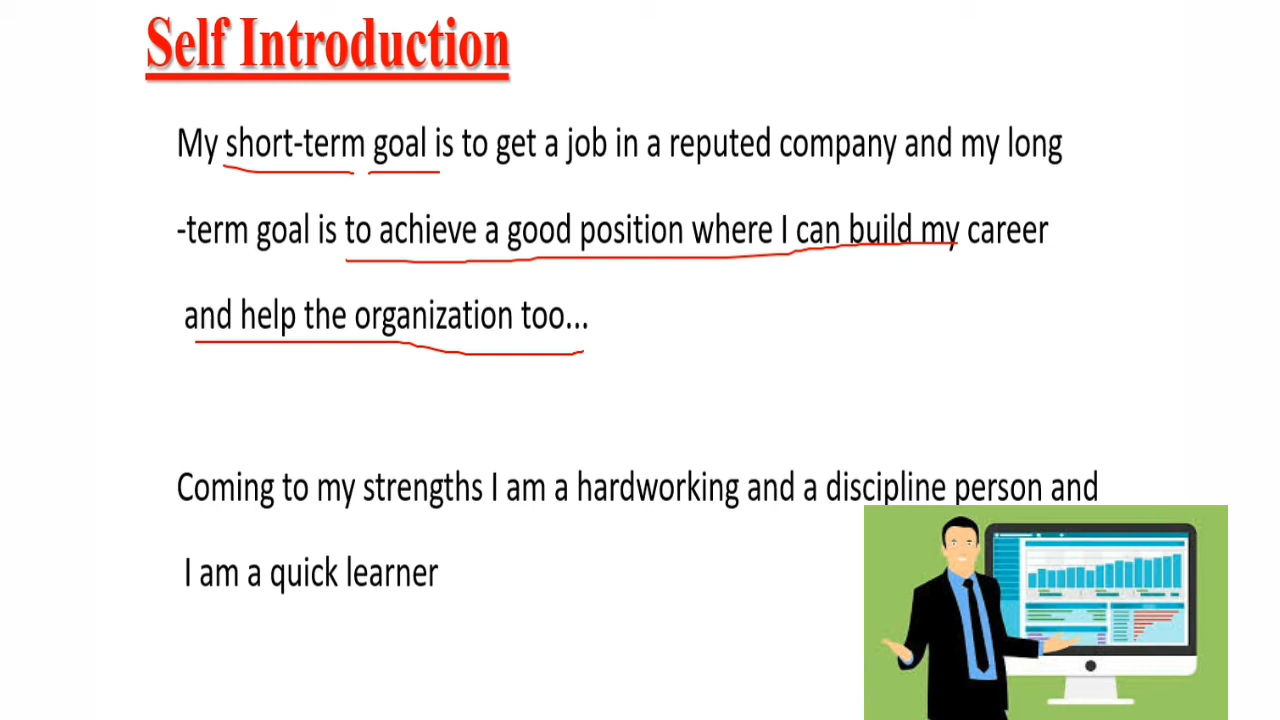 Self Introduction
My short-term goal is to get a job in a reputed company and my long
-term goal is to achieve a good position where I can build my career
and help the organization too...
Coming to my strengths I am a hardworking and a discipline person and
I am a quick learner